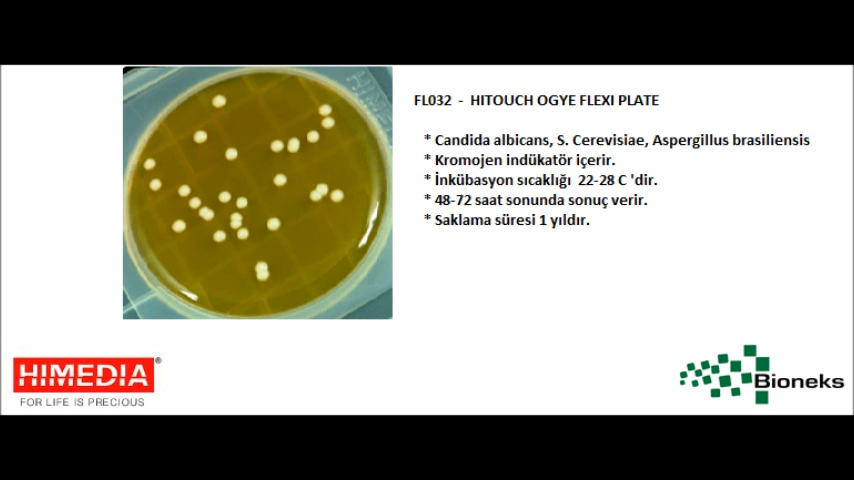 HIMEDIA
FL032 - HITOUCH OGYE FLEXI PLATE
* Candida albicans, S. Cerevisiae, Aspergillus brasiliensis
* Kromojen indükatör içerir.
* İnkübasyon sıcaklığı 22-28 C 'dir.
* 48-72 saat sonunda sonuç verir.
* Saklama süresi 1 yıldır.
HIMEDIA®
FOR LIFE IS PRECIOUS
Bioneks